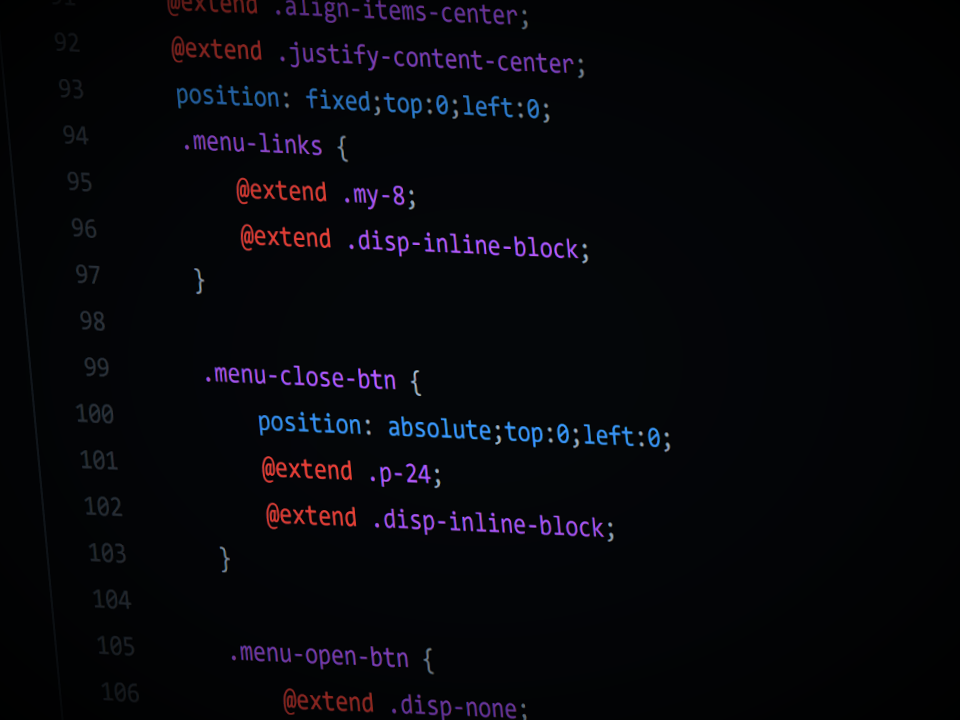 91 @extend .align-items-center;
92 @extend .justify-content-center;
93 position: fixed;top:0;left:0;
94 .menu-links {
95 @extend .my-8;
96 @extend .disp-inline-block;
97 }
98
99 .menu-close-btn {
100 position: absolute;top:0;left:0;
101 @extend .p-24;
102 @extend .disp-inline-block;
103 }
104
105 .menu-open-btn {
106 @extend .disp-none;